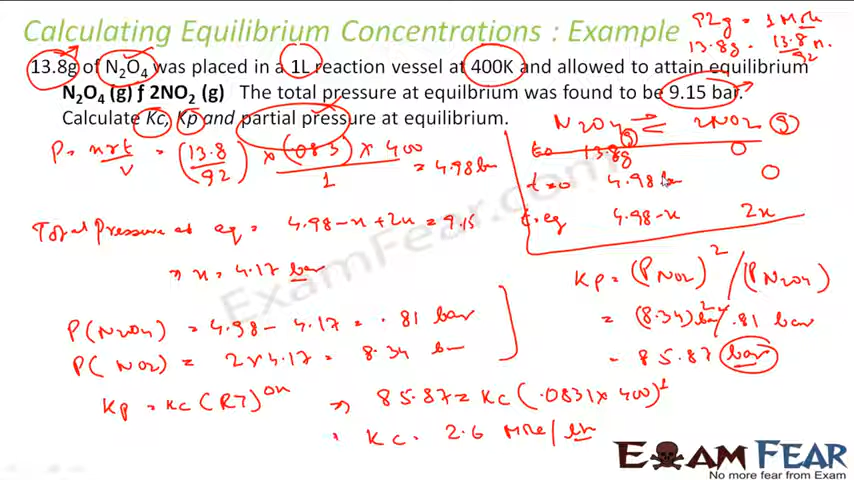 Calculating Equilibrium Concentrations : Example
92g = 1 Mole
13.8g = 13.8/92 n.
13.8g of N₂O₄ was placed in a 1L reaction vessel at 400K and allowed to attain equilibrium
N₂O₄ (g) ƒ 2NO₂ (g) The total pressure at equilbrium was found to be 9.15 bar.
Calculate Kc, Kp and partial pressure at equilibrium.
N2O4 (g) ⇌ 2NO2 (g)
to 13.8g 0
t=0 4.98 0
t.eq 4.98-x 2x
P = nrt/v = (13.8/92) × (.083) × 400 / 1 = 4.98 bar
Total Pressure at eq = 4.98-x+2x = 9.15
⇒ x = 4.17 bar
P(N2O4) = 4.98 - 4.17 = .81 bar
P(NO2) = 2×4.17 = 8.34 bar
KP = (PNO2)² / (PN2O4)
= (8.34)² bar² / .81 bar
= 85.87 bar
Kp = Kc (RT)^Δn ⇒ 85.87 = Kc (.0831 × 400)¹
Kc = 2.6 Mole/
ExamFear.com
EXAM FEAR
No more fear from exams